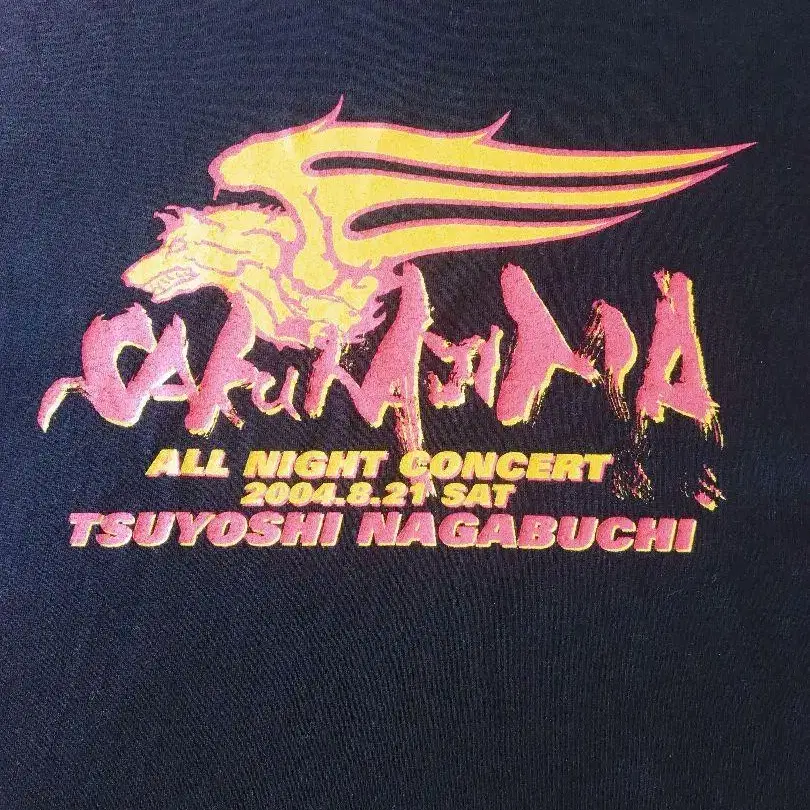 SAKURAJIMA
ALL NIGHT CONCERT
2004.8.21 SAT
TSUYOSHI NAGABUCHI